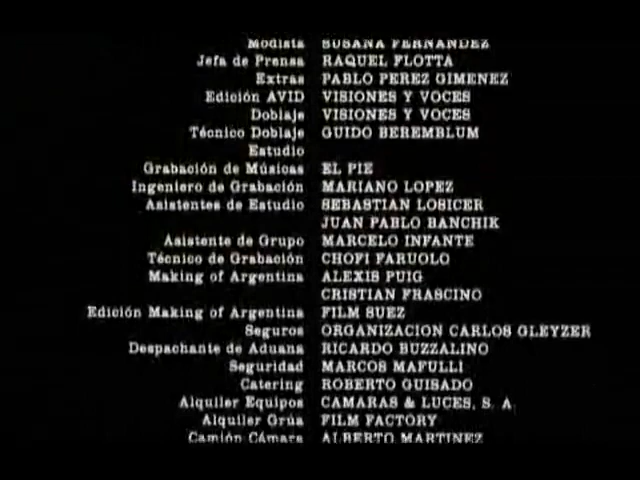 Modista SUSANA FERNANDEZ
Jefa de Prensa RAQUEL FLOTTA
Extras PABLO PEREZ GIMENEZ
Edición AVID VISIONES Y VOCES
Doblaje VISIONES Y VOCES
Técnico Doblaje GUIDO BEREMBLUM
Estudio
Grabación de Músicas EL PIE
Ingeniero de Grabación MARIANO LOPEZ
Asistentes de Estudio SEBASTIAN LOSICER
JUAN PABLO BANCHIK
Asistente de Grupo MARCELO INFANTE
Técnico de Grabación CHOFI FARUOLO
Making of Argentina ALEXIS PUIG
CRISTIAN FRASCINO
Edición Making of Argentina FILM SUEZ
Seguros ORGANIZACION CARLOS GLEYZER
Despachante de Aduana RICARDO BUZZALINO
Seguridad MARCOS MAFULLI
Catering ROBERTO GUISADO
Alquiler Equipos CAMARAS & LUCES, S. A.
Alquiler Grúa FILM FACTORY
Camión Cámara ALBERTO MARTINEZ